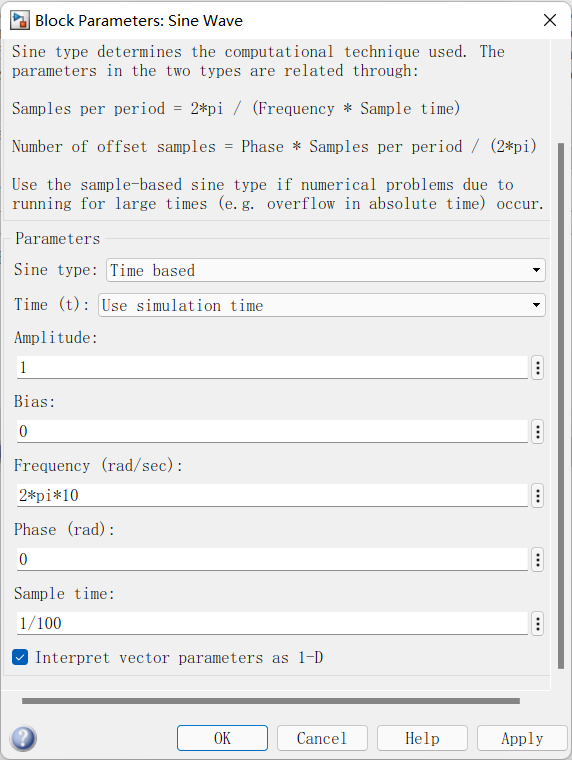 Block Parameters: Sine Wave
Sine type determines the computational technique used. The
parameters in the two types are related through:
Samples per period = 2*pi / (Frequency * Sample time)
Number of offset samples = Phase * Samples per period / (2*pi)
Use the sample-based sine type if numerical problems due to
running for large times (e.g. overflow in absolute time) occur.
Parameters
Sine type: Time based
Time (t): Use simulation time
Amplitude:
1
Bias:
0
Frequency (rad/sec):
2*pi*10
Phase (rad):
0
Sample time:
1/100
Interpret vector parameters as 1-D
? OK Cancel Help Apply